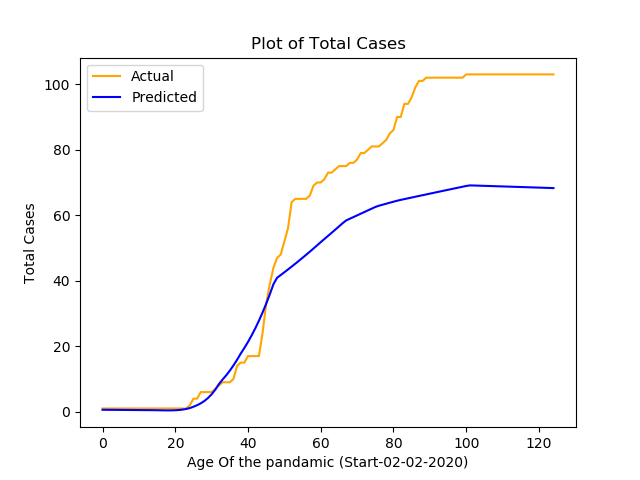 Plot of Total Cases
Actual
Predicted
100
80
60
40
20
0
Total Cases
0 20 40 60 80 100 120
Age Of the pandamic (Start-02-02-2020)